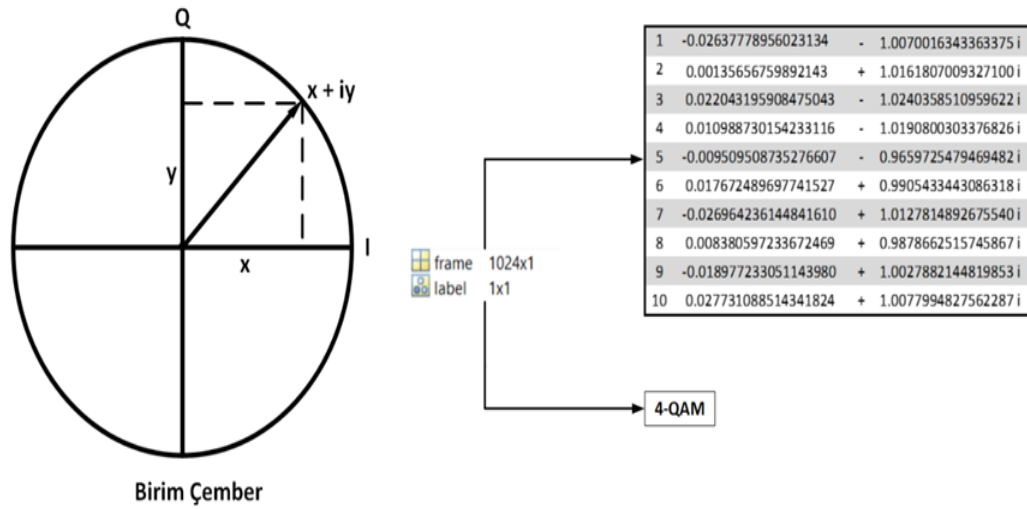 Q
x + iy
y
x
I
Birim Çember
frame 1024x1
label 1x1
1 -0.02637778956023134 - 1.0070016343363375 i
2 0.00135656759892143 + 1.0161807009327100 i
3 0.022043195908475043 - 1.0240358510959622 i
4 0.010988730154233116 - 1.0190800303376826 i
5 -0.009509508735276607 - 0.9659725479469482 i
6 0.017672489697741527 + 0.9905433443086318 i
7 -0.026964236144841610 + 1.0127814892675540 i
8 0.008380597233672469 + 0.9878662515745867 i
9 -0.018977233051143980 + 1.0027882144819853 i
10 0.027731088514341824 + 1.0077994827562287 i
4-QAM